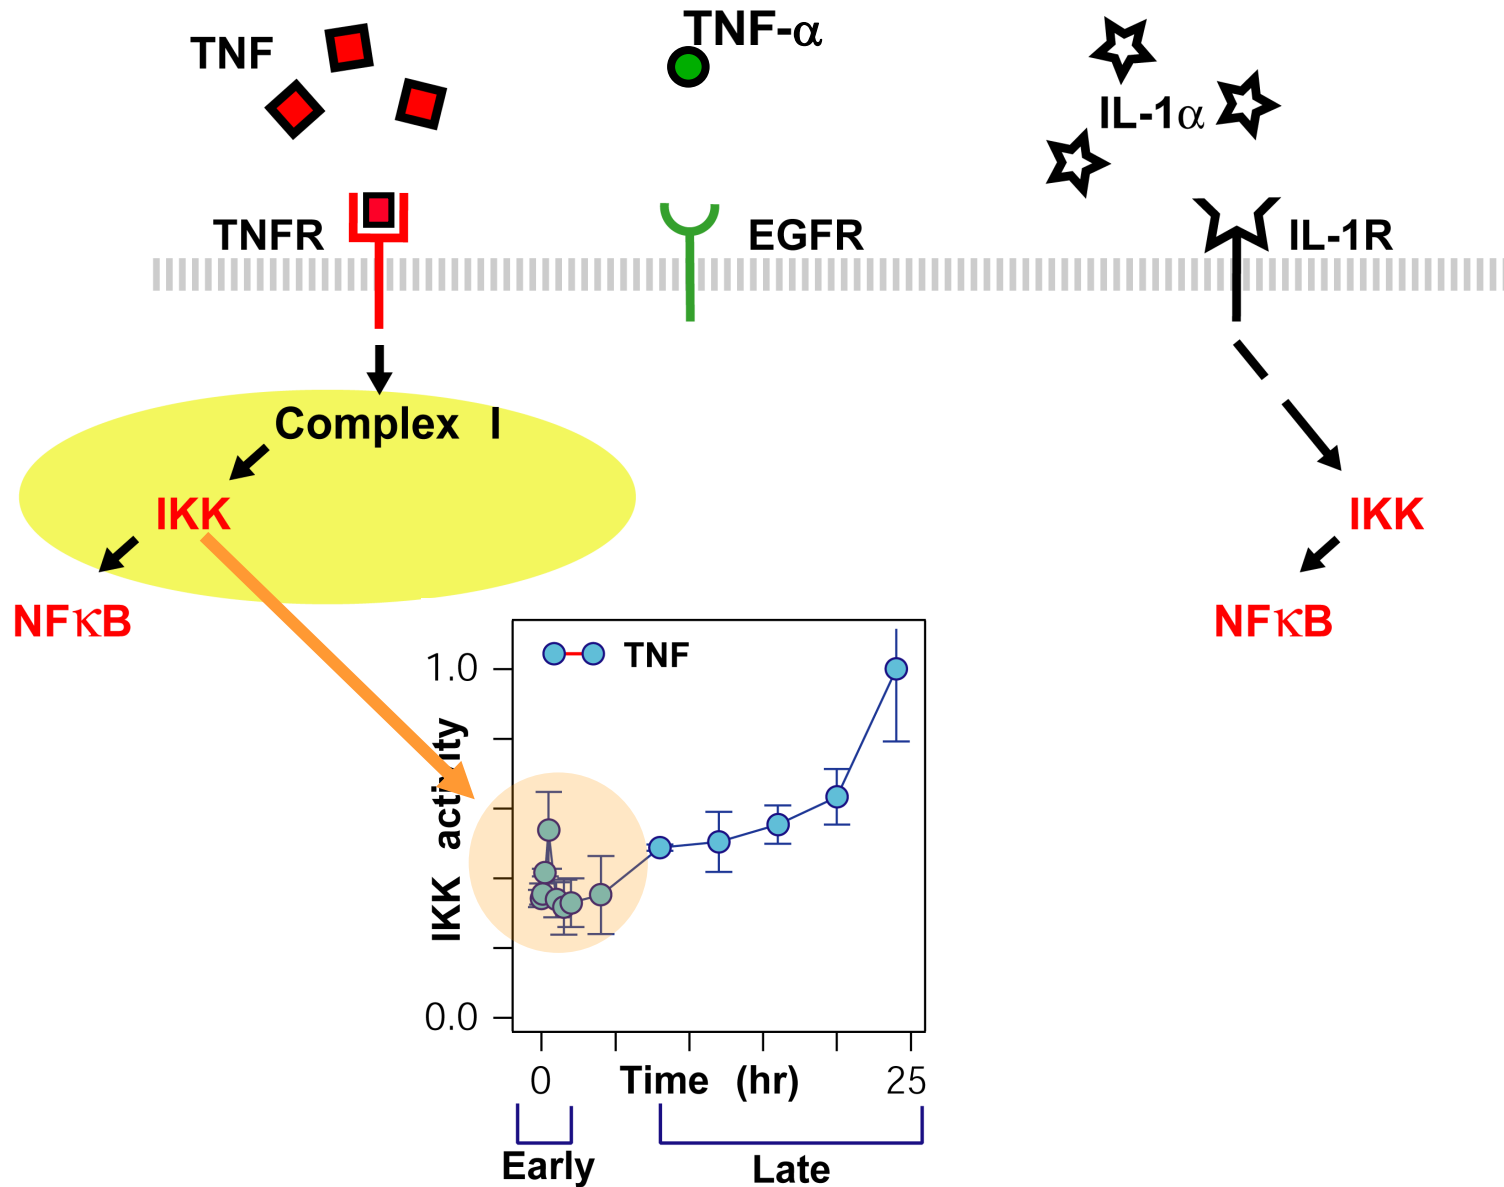 TNF
TNF-α
IL-1α
TNFR
EGFR
IL-1R
Complex I
IKK
IKK
NFκB
NFκB
TNF
1.0
IKK activity
0.0
0
Time (hr)
25
Early
Late